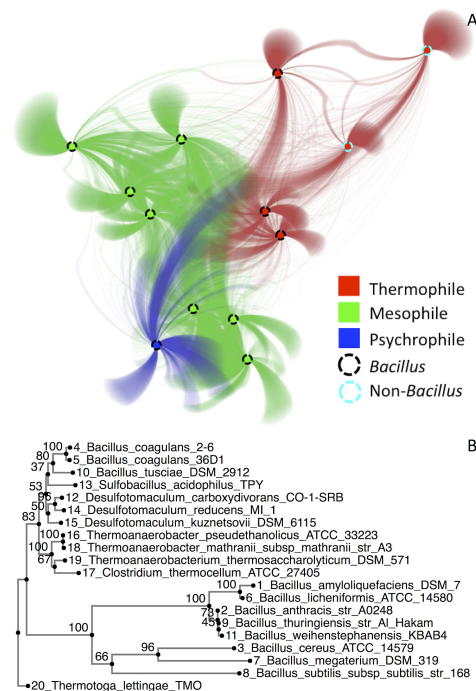 A
Thermophile
Mesophile
Psychrophile
Bacillus
Non-Bacillus
B
100
4_Bacillus_coagulans_2-6
80
5_Bacillus_coagulans_36D1
37
10_Bacillus_tusciae_DSM_2912
53
13_Sulfobacillus_acidophilus_TPY
96
12_Desulfotomaculum_carboxydivorans_CO-1-SRB
50
14_Desulfotomaculum_reducens_MI_1
83
15_Desulfotomaculum_kuznetsovii_DSM_6115
16_Thermoanaerobacter_pseudethanolicus_ATCC_33223
100
18_Thermoanaerobacter_mathranii_subsp_mathranii_str_A3
67
19_Thermoanaerobacterium_thermosaccharolyticum_DSM_571
17_Clostridium_thermocellum_ATCC_27405
100
1_Bacillus_amyloliquefaciens_DSM_7
100
6_Bacillus_licheniformis_ATCC_14580
73
2_Bacillus_anthracis_str_A0248
45
9_Bacillus_thuringiensis_str_Al_Hakam
100
11_Bacillus_weihenstephanensis_KBAB4
96
3_Bacillus_cereus_ATCC_14579
66
7_Bacillus_megaterium_DSM_319
8_Bacillus_subtilis_subsp_subtilis_str_168
20_Thermotoga_lettingae_TMO